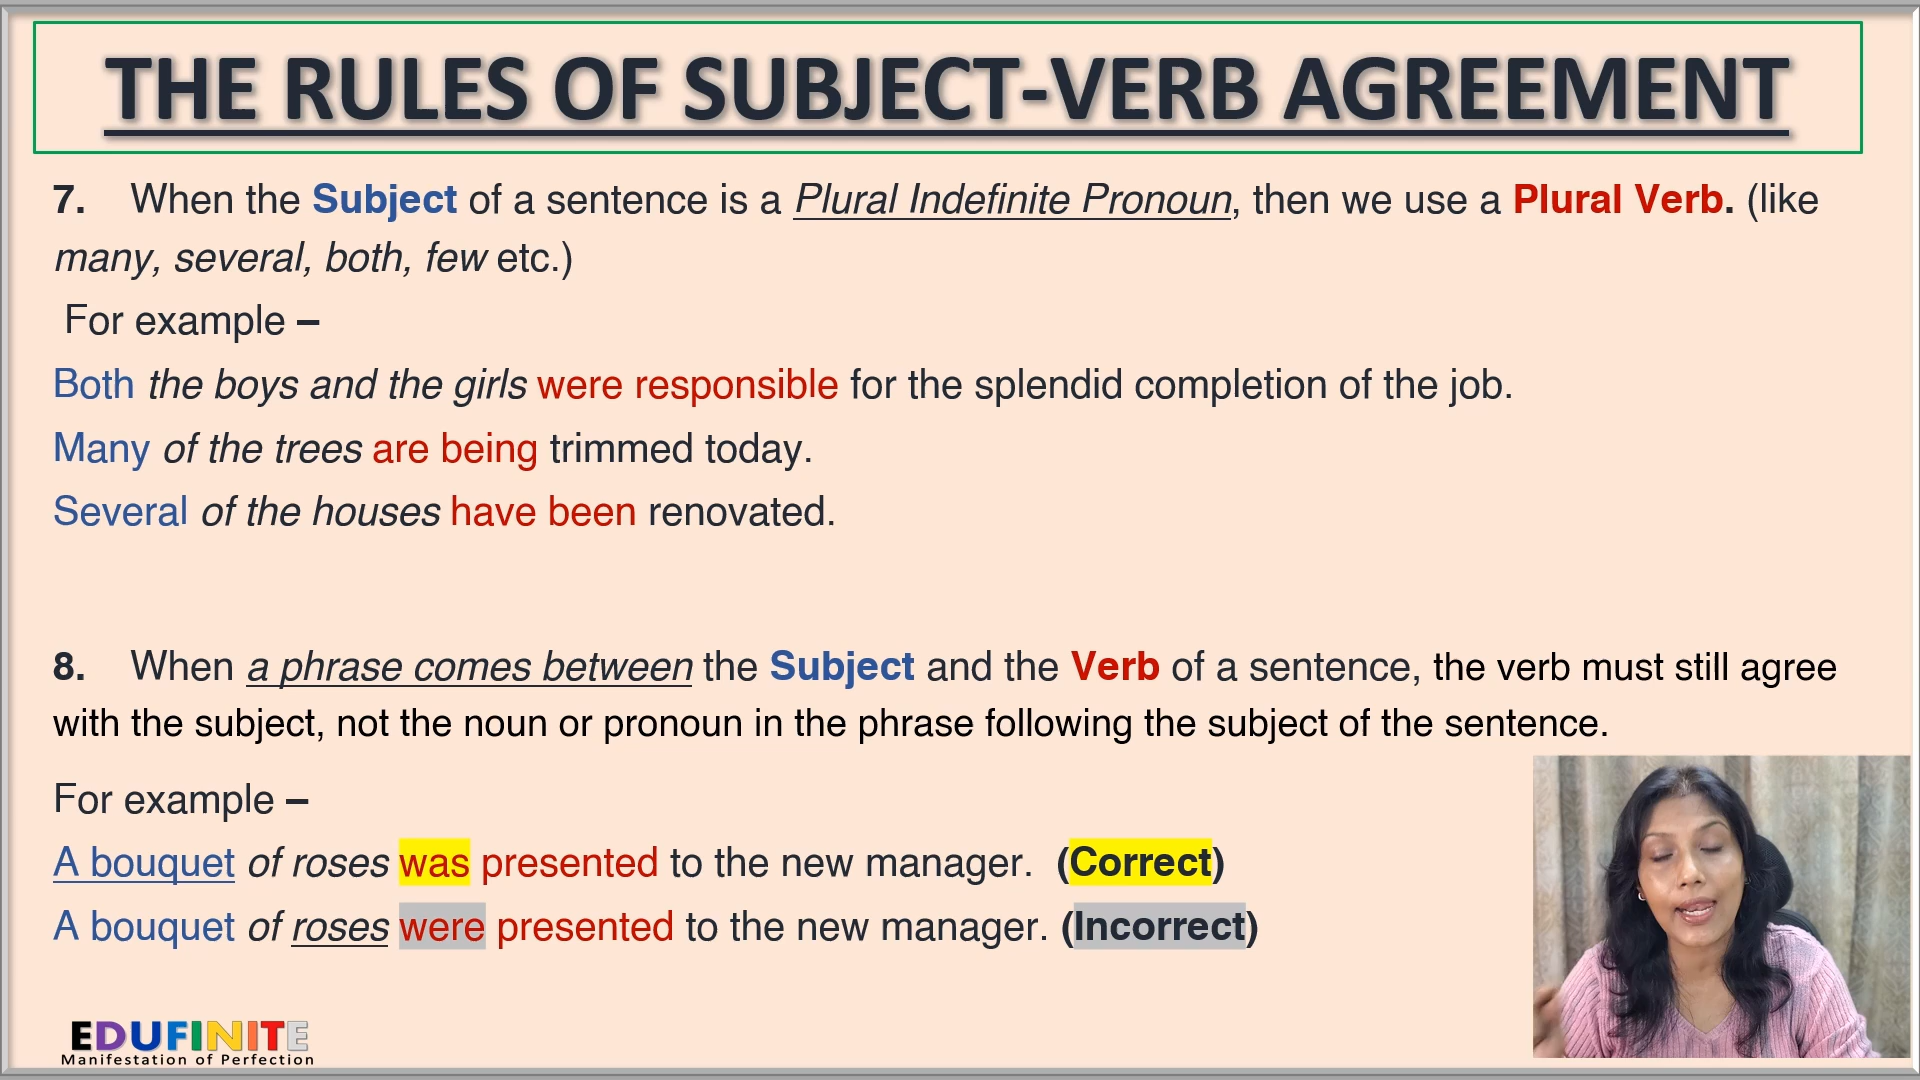 THE RULES OF SUBJECT-VERB AGREEMENT
7. When the Subject of a sentence is a Plural Indefinite Pronoun, then we use a Plural Verb. (like
many, several, both, few etc.)
For example –
Both the boys and the girls were responsible for the splendid completion of the job.
Many of the trees are being trimmed today.
Several of the houses have been renovated.
8. When a phrase comes between the Subject and the Verb of a sentence, the verb must still agree
with the subject, not the noun or pronoun in the phrase following the subject of the sentence.
For example –
A bouquet of roses was presented to the new manager. (Correct)
A bouquet of roses were presented to the new manager. (Incorrect)
EDUFINITE
Manifestation of Perfection